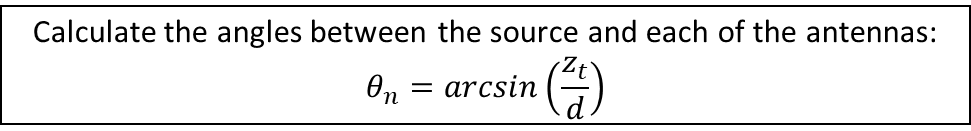 Calculate the angles between the source and each of the antennas:
θₙ = arcsin (zₜ/d)